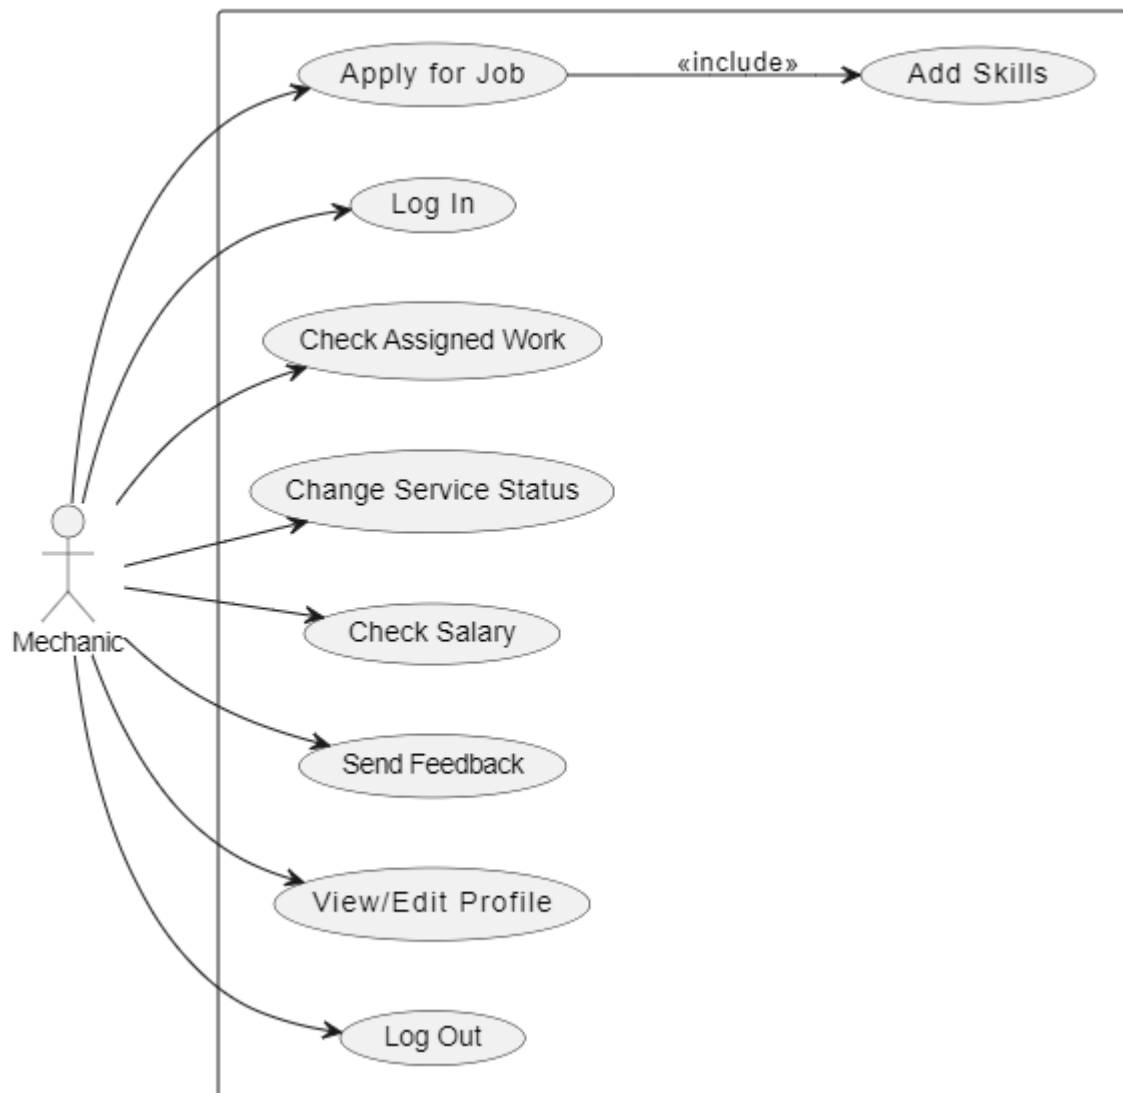 Apply for Job
«include»
Add Skills
Log In
Check Assigned Work
Change Service Status
Check Salary
Mechanic
Send Feedback
View/Edit Profile
Log Out